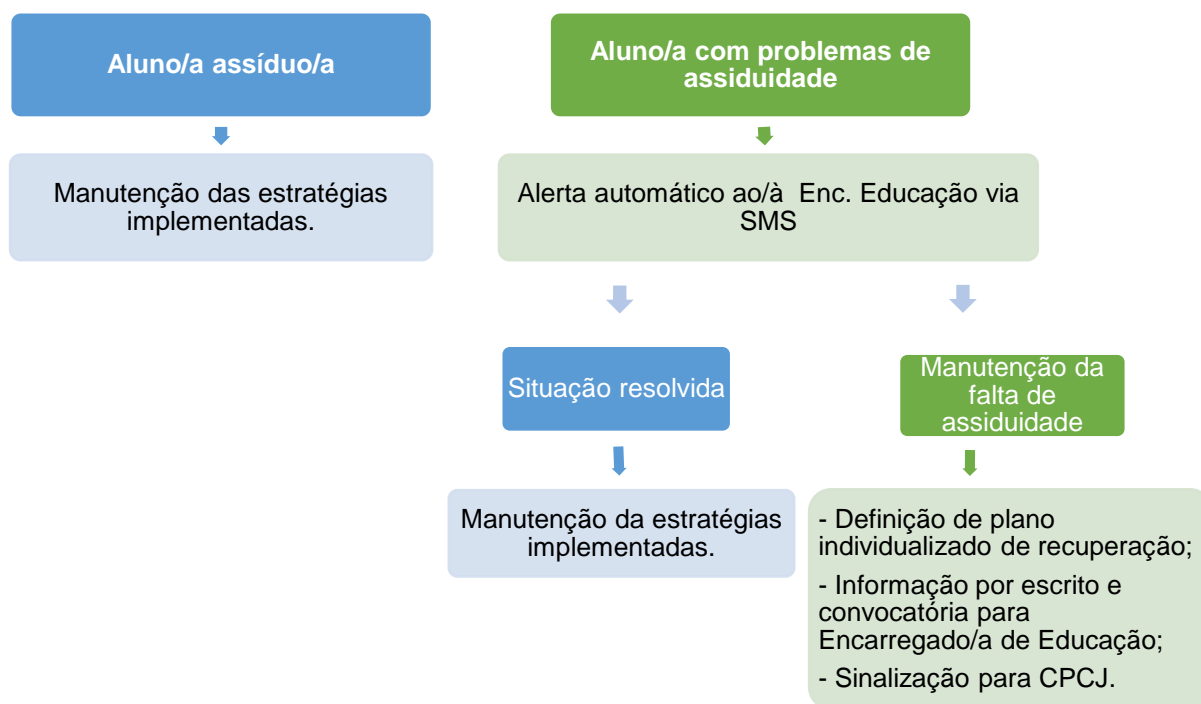 Aluno/a assíduo/a
Aluno/a com problemas de
assiduidade
Manutenção das estratégias
implementadas.
Alerta automático ao/à  Enc. Educação via
SMS
Situação resolvida
Manutenção da
falta de
assiduidade
Manutenção da estratégias
implementadas.
- Definição de plano
individualizado de recuperação;
- Informação por escrito e
convocatória para
Encarregado/a de Educação;
- Sinalização para CPCJ.